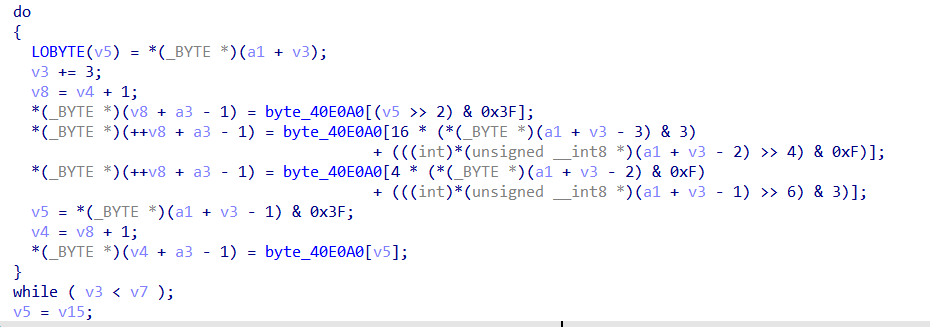 do
{
LOBYTE(v5) = *(_BYTE *)(a1 + v3);
v3 += 3;
v8 = v4 + 1;
*(_BYTE *)(v8 + a3 - 1) = byte_40E0A0[(v5 >> 2) & 0x3F];
*(_BYTE *)(++v8 + a3 - 1) = byte_40E0A0[16 * (*(_BYTE *)(a1 + v3 - 3) & 3)
+ (((int)*(unsigned __int8 *)(a1 + v3 - 2) >> 4) & 0xF)];
*(_BYTE *)(++v8 + a3 - 1) = byte_40E0A0[4 * (*(_BYTE *)(a1 + v3 - 2) & 0xF)
+ (((int)*(unsigned __int8 *)(a1 + v3 - 1) >> 6) & 3)];
v5 = *(_BYTE *)(a1 + v3 - 1) & 0x3F;
v4 = v8 + 1;
*(_BYTE *)(v4 + a3 - 1) = byte_40E0A0[v5];
}
while ( v3 < v7 );
v5 = v15;